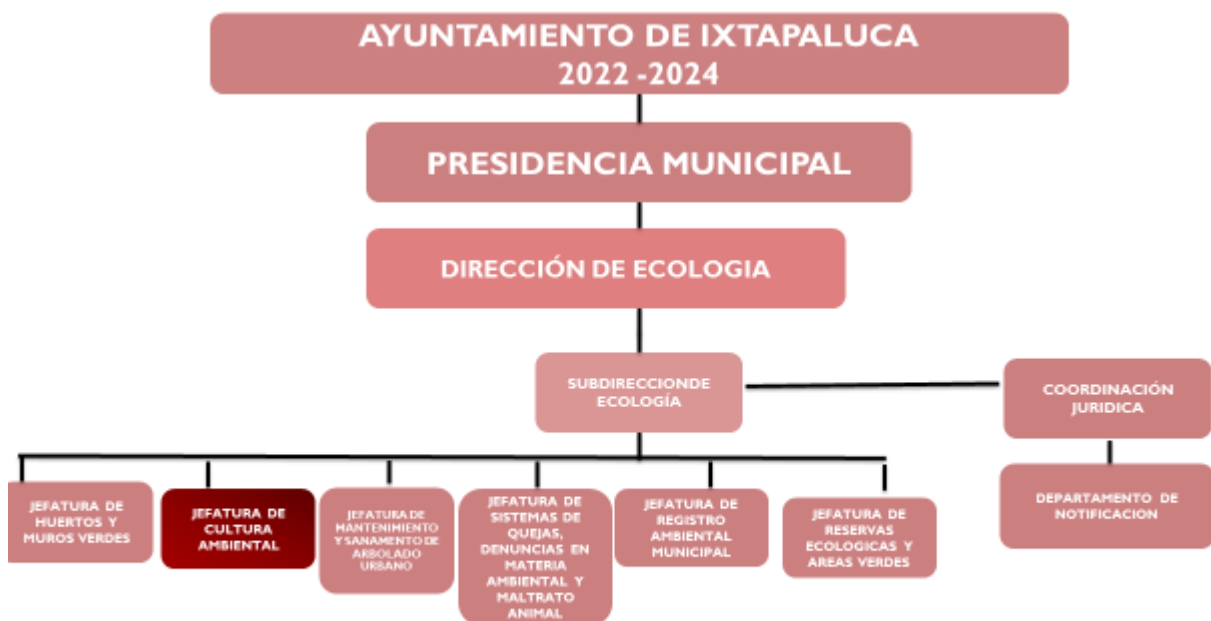 AYUNTAMIENTO DE IXTAPALUCA
2022 -2024
PRESIDENCIA MUNICIPAL
DIRECCIÓN DE ECOLOGIA
SUBDIRECCIONDE
ECOLOGÍA
COORDINACIÓN
JURIDICA
JEFATURA DE
HUERTOS Y
MUROS VERDES
JEFATURA DE
CULTURA
AMBIENTAL
JEFATURA DE
MANTENIMIENTO
Y SANAMENTO DE
ARBOLADO
URBANO
JEFATURA DE
SISTEMAS DE
QUEJAS,
DENUNCIAS EN
MATERIA
AMBIENTAL Y
MALTRATO
ANIMAL
JEFATURA DE
REGISTRO
AMBIENTAL
MUNICIPAL
JEFATURA DE
RESERVAS
ECOLOGICAS Y
AREAS VERDES
DEPARTAMENTO DE
NOTIFICACION